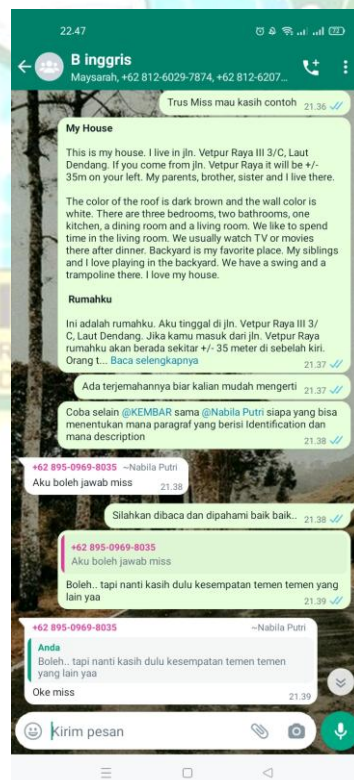 22.47
22
B inggris
Maysarah, +62 812-6029-7874, +62 812-6207...
Trus Miss mau kasih contoh 21.36
My House
This is my house. I live in jln. Vetpur Raya III 3/C, Laut
Dendang. If you come from jln. Vetpur Raya it will be +/-
35m on your left. My parents, brother, sister and I live there.
The color of the roof is dark brown and the wall color is
white. There are three bedrooms, two bathrooms, one
kitchen, a dining room and a living room. We like to spend
time in the living room. We usually watch TV or movies
there after dinner. Backyard is my favorite place. My siblings
and I love playing in the backyard. We have a swing and a
trampoline there. I love my house.
Rumahku
Ini adalah rumahku. Aku tinggal di jln. Vetpur Raya III 3/
C, Laut Dendang. Jika kamu masuk dari jln. Vetpur Raya
rumahku akan berada sekitar +/- 35 meter di sebelah kiri.
Orang t... Baca selengkapnya
21.37
Ada terjemahannya biar kalian mudah mengerti 21.37
Coba selain @KEMBAR sama @Nabila Putri siapa yang bisa
menentukan mana paragraf yang berisi Identification dan
mana description
21.38
+62 895-0969-8035 ~Nabila Putri
Aku boleh jawab miss 21.38
Silahkan dibaca dan dipahami baik baik.. 21.38
+62 895-0969-8035
Aku boleh jawab miss
Boleh.. tapi nanti kasih dulu kesempatan temen temen yang
lain yaa
21.39
+62 895-0969-8035 ~Nabila Putri
Anda
Boleh.. tapi nanti kasih dulu kesempatan temen temen
yang lain yaa
Oke miss
21.39
Kirim pesan